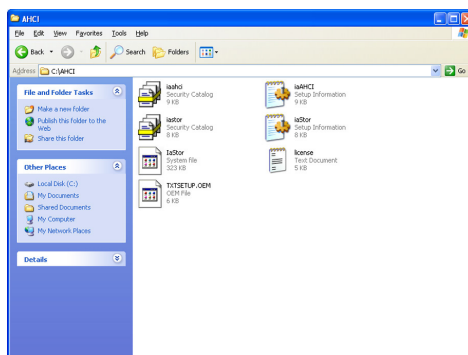 AHCI
File Edit View Favorites Tools Help
Back Search Folders
Address C:\AHCI Go
File and Folder Tasks
Make a new folder
Publish this folder to the
Web
Share this folder
Other Places
Local Disk (C:)
My Documents
Shared Documents
My Computer
My Network Places
Details
iaahci
Security Catalog
9 KB
iaAHCI
Setup Information
9 KB
iastor
Security Catalog
8 KB
iaStor
Setup Information
8 KB
IaStor
System file
323 KB
license
Text Document
5 KB
TXTSETUP.OEM
OEM File
6 KB